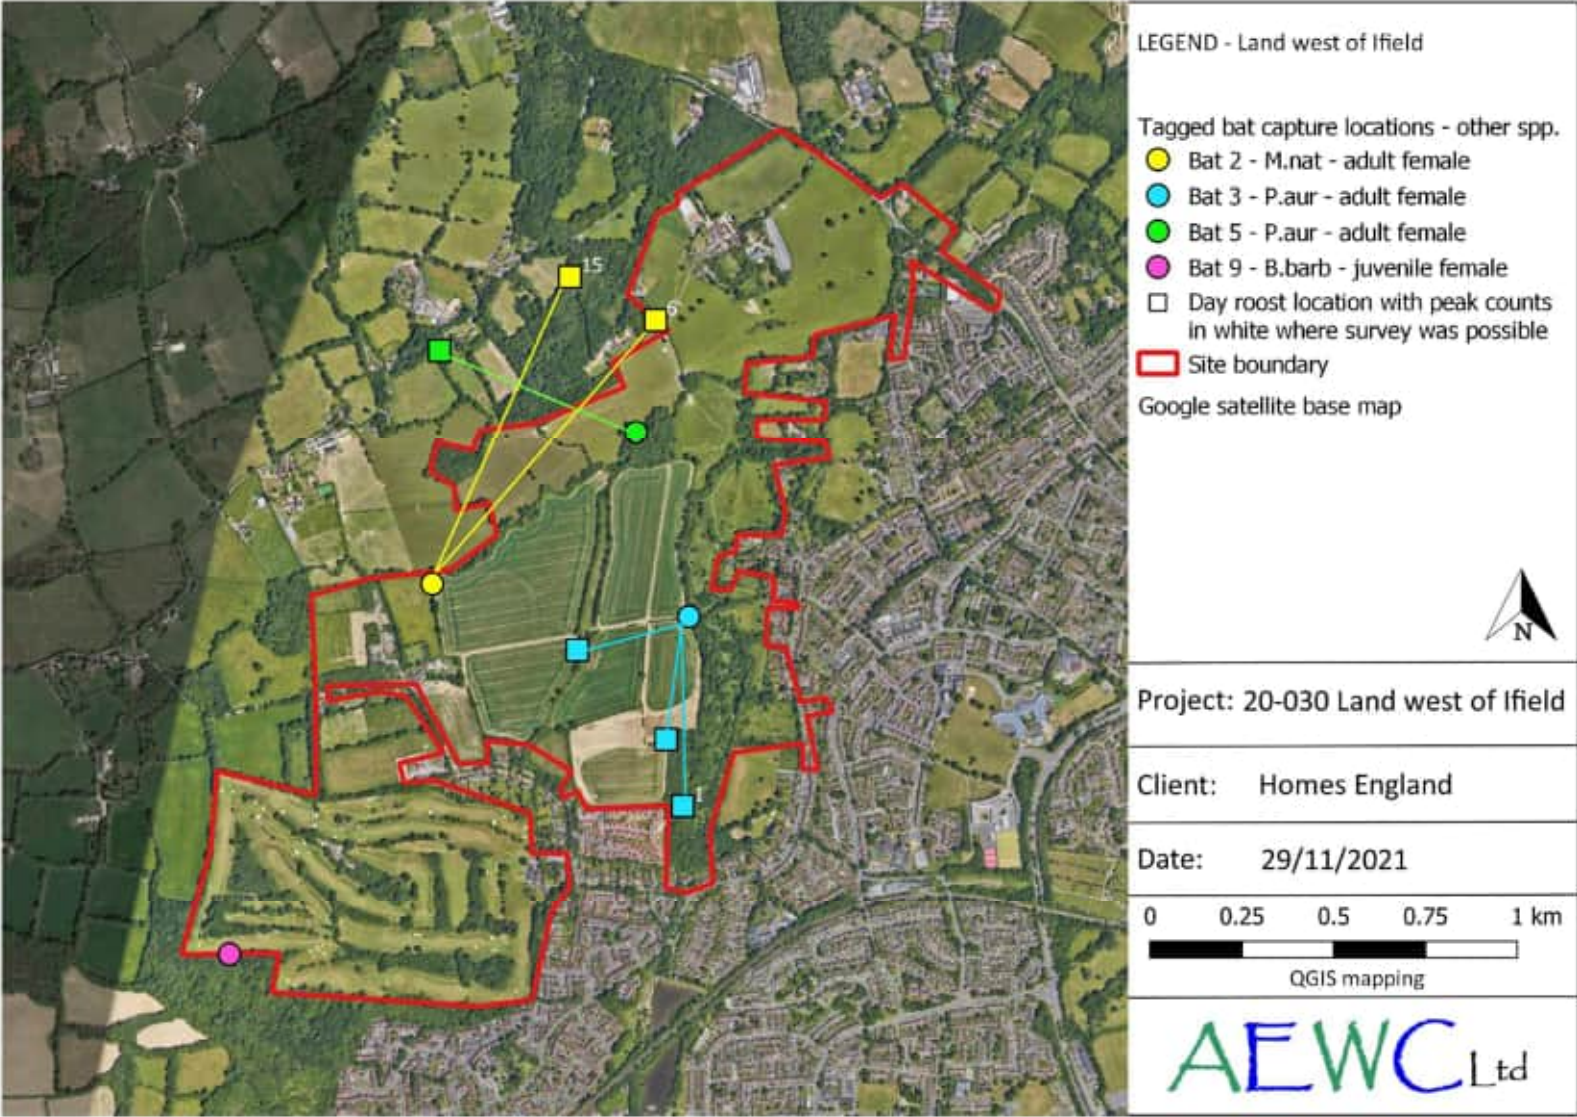 LEGEND - Land west of Ifield
Tagged bat capture locations - other spp.
Bat 2 - M.nat - adult female
Bat 3 - P.aur - adult female
Bat 5 - P.aur - adult female
Bat 9 - B.barb - juvenile female
Day roost location with peak counts
in white where survey was possible
Site boundary
Google satellite base map
N
Project: 20-030 Land west of Ifield
Client: Homes England
Date: 29/11/2021
0 0.25 0.5 0.75 1 km
QGIS mapping
AEWC Ltd
15
6
1